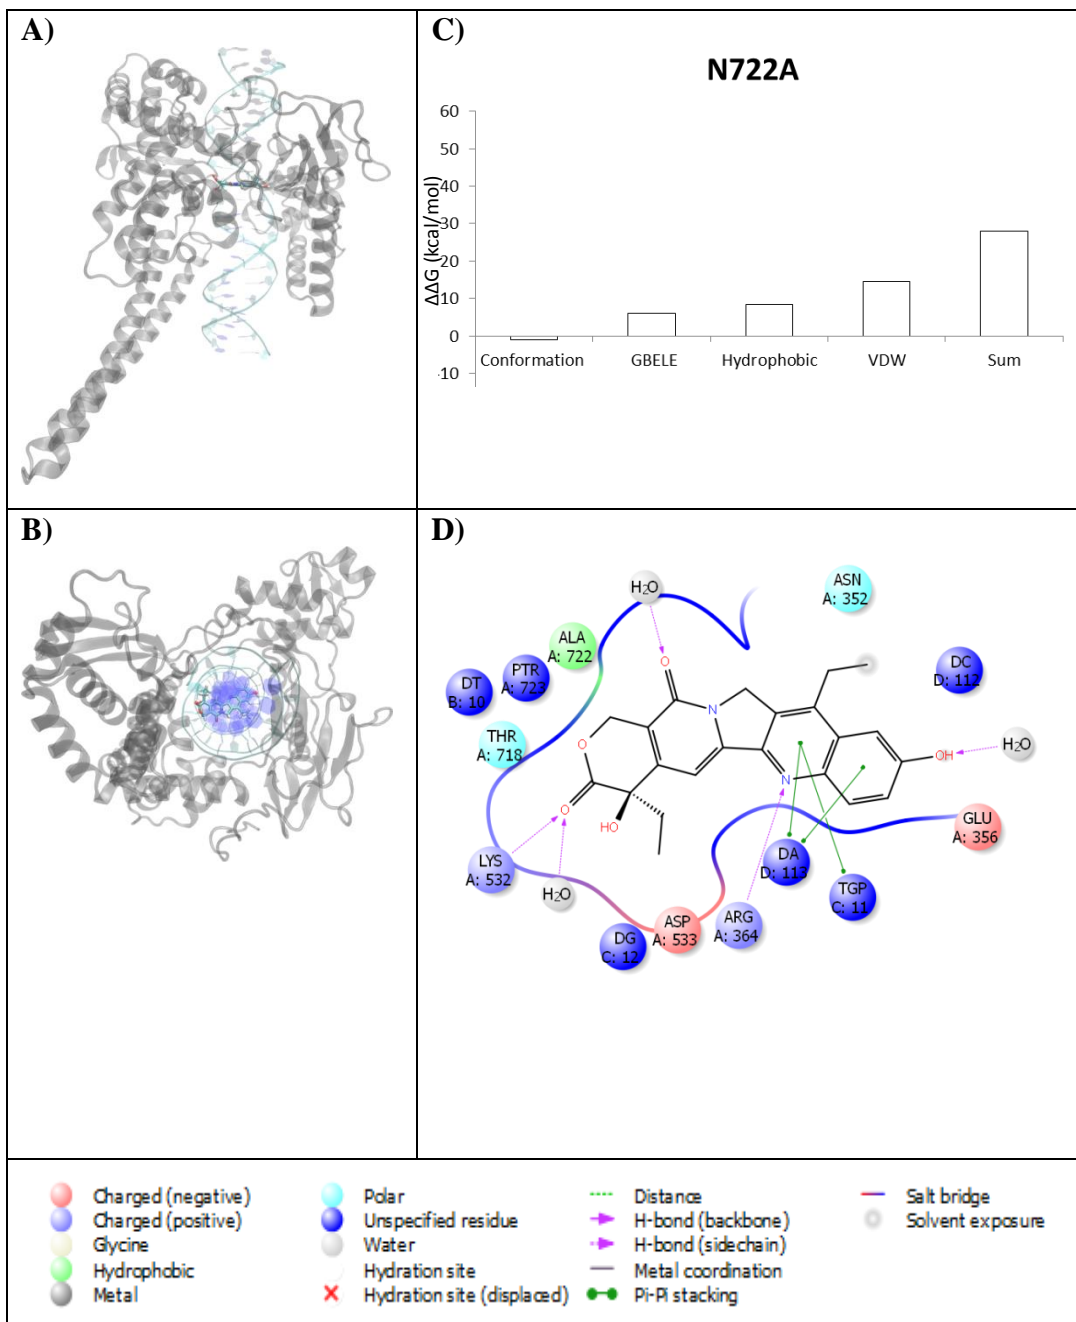 A)
C)
N722A
ΔΔG (kcal/mol)
60
50
40
30
20
10
0
-10
Conformation
GBELE
Hydrophobic
VDW
Sum
B)
D)
H₂O
ASN
A: 352
ALA
A: 722
PTR
A: 723
DT
B: 10
THR
A: 718
DC
D: 112
O
N
O
O
HO
N
OH
H₂O
GLU
A: 356
LYS
A: 532
H₂O
DA
D: 113
TGP
C: 11
ARG
A: 364
ASP
A: 533
DG
C: 12
Charged (negative)
Charged (positive)
Glycine
Hydrophobic
Metal
Polar
Unspecified residue
Water
Hydration site
Hydration site (displaced)
Distance
H-bond (backbone)
H-bond (sidechain)
Metal coordination
Pi-Pi stacking
Salt bridge
Solvent exposure